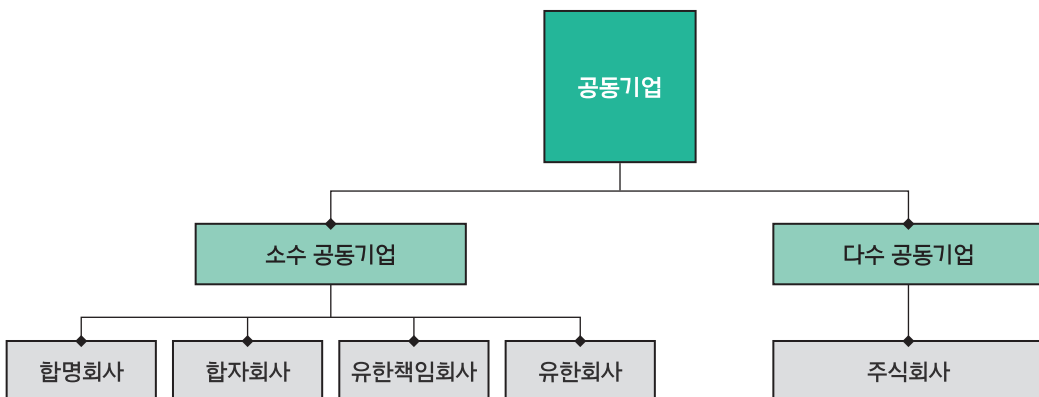 공동기업
소수 공동기업
다수 공동기업
합명회사
합자회사
유한책임회사
유한회사
주식회사